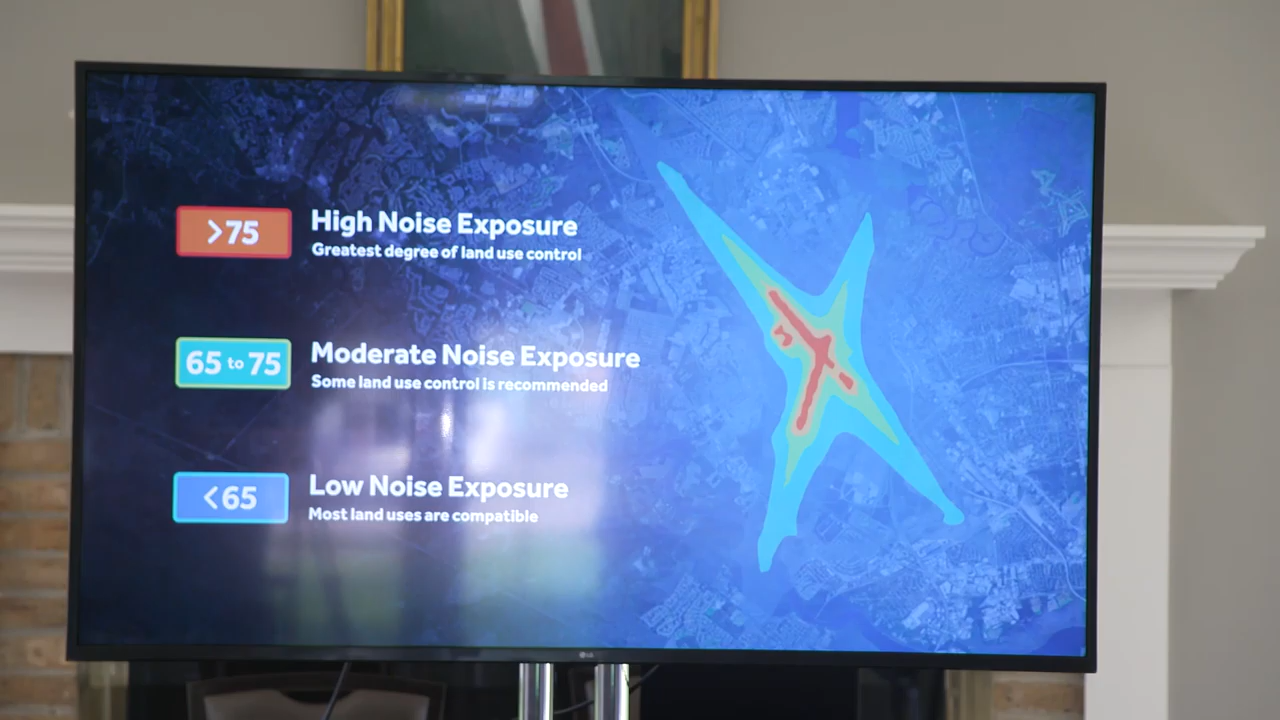 >75
High Noise Exposure
Greatest degree of land use control
65 to 75
Moderate Noise Exposure
Some land use control is recommended
<65
Low Noise Exposure
Most land uses are compatible
LG